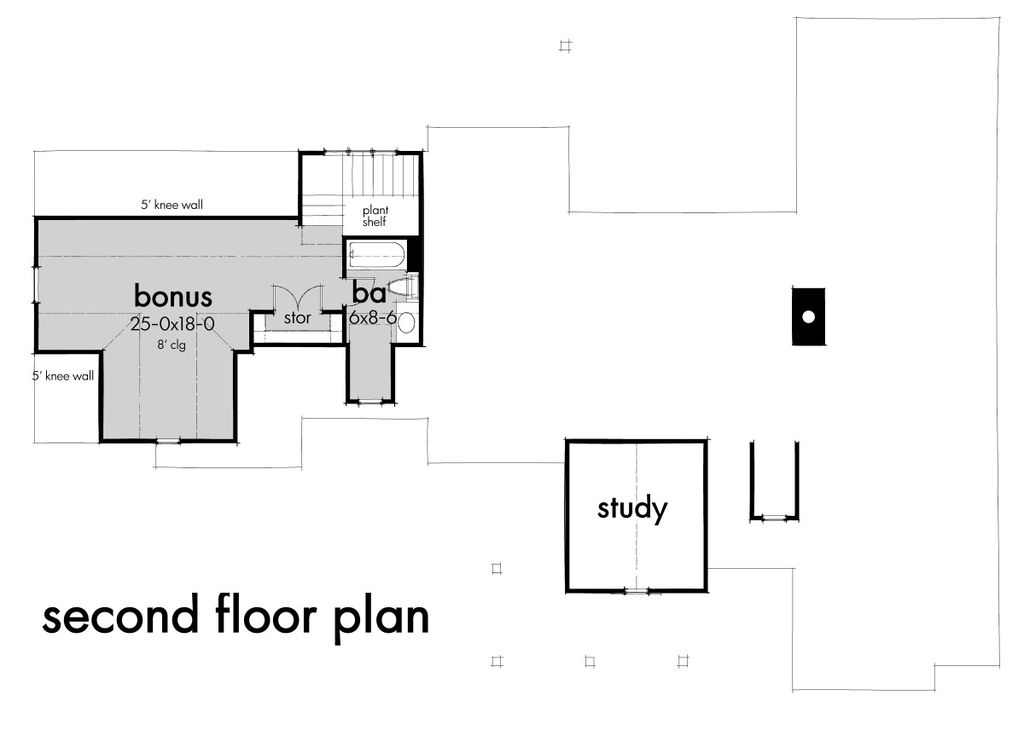 5' knee wall
plant
shelf
bonus
25-0x18-0
8' clg
stor
ba
6x8-6
5' knee wall
study
second floor plan